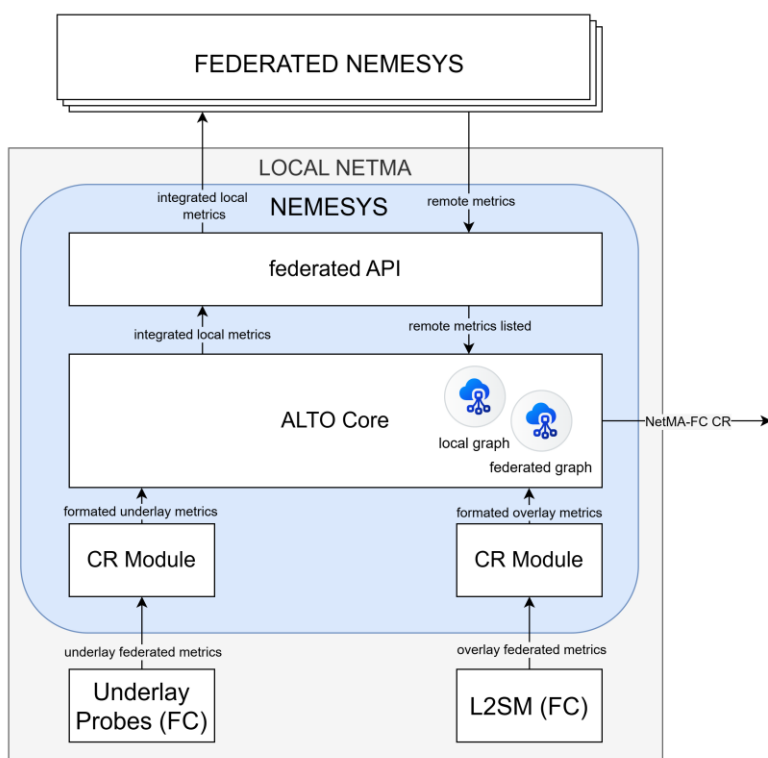 FEDERATED NEMESYS
LOCAL NETMA
integrated local
metrics
NEMESYS
remote metrics
federated API
integrated local metrics
remote metrics listed
ALTO Core
local graph
federated graph
NetMA-FC CR
formated underlay metrics
formated overlay metrics
CR Module
CR Module
underlay federated metrics
overlay federated metrics
Underlay
Probes (FC)
L2SM (FC)